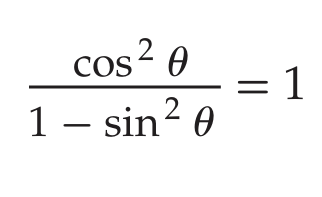 cos² θ / (1 − sin² θ) = 1